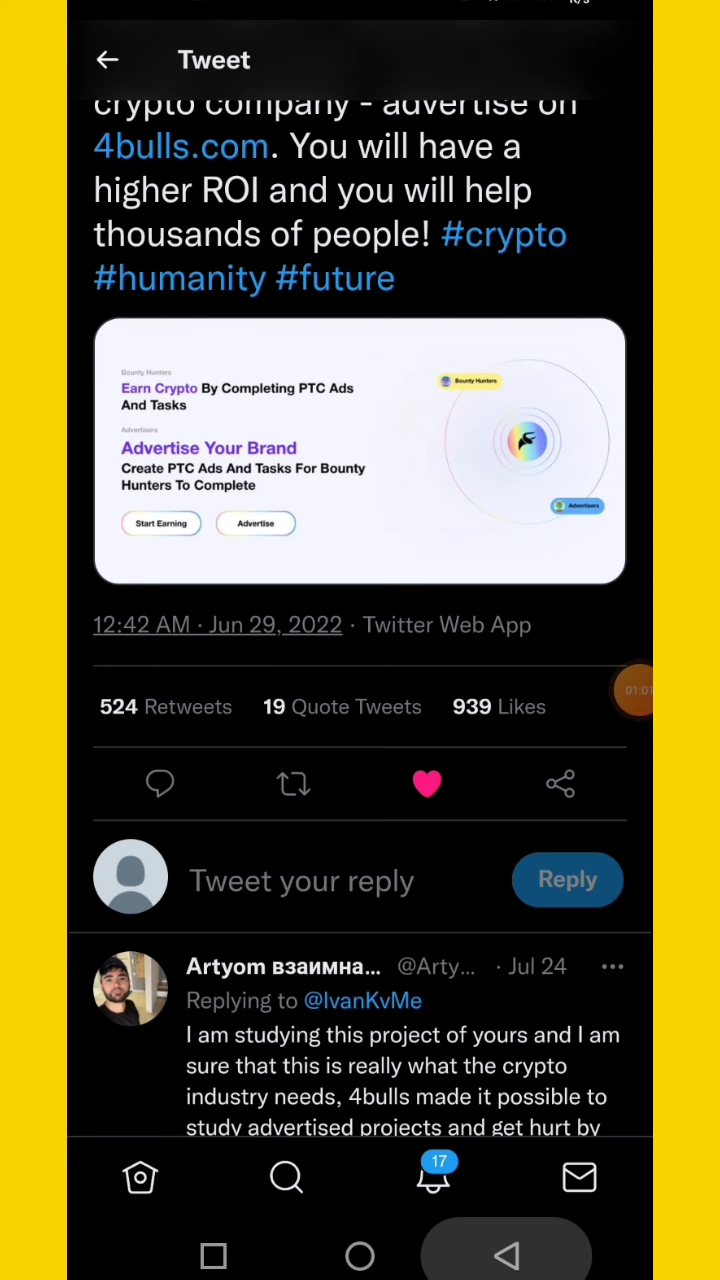 K/s
Tweet
crypto company - advertise on
4bulls.com. You will have a
higher ROI and you will help
thousands of people! #crypto
#humanity #future
Bounty Hunters
Earn Crypto By Completing PTC Ads
And Tasks
Advertisers
Advertise Your Brand
Create PTC Ads And Tasks For Bounty
Hunters To Complete
Start Earning
Advertise
Bounty Hunters
Advertisers
12:42 AM · Jun 29, 2022 · Twitter Web App
01:01
524 Retweets 19 Quote Tweets 939 Likes
Tweet your reply
Reply
Artyom взаимна... @Arty... · Jul 24
Replying to @IvanKvMe
I am studying this project of yours and I am
sure that this is really what the crypto
industry needs, 4bulls made it possible to
study advertised projects and get hurt by
17